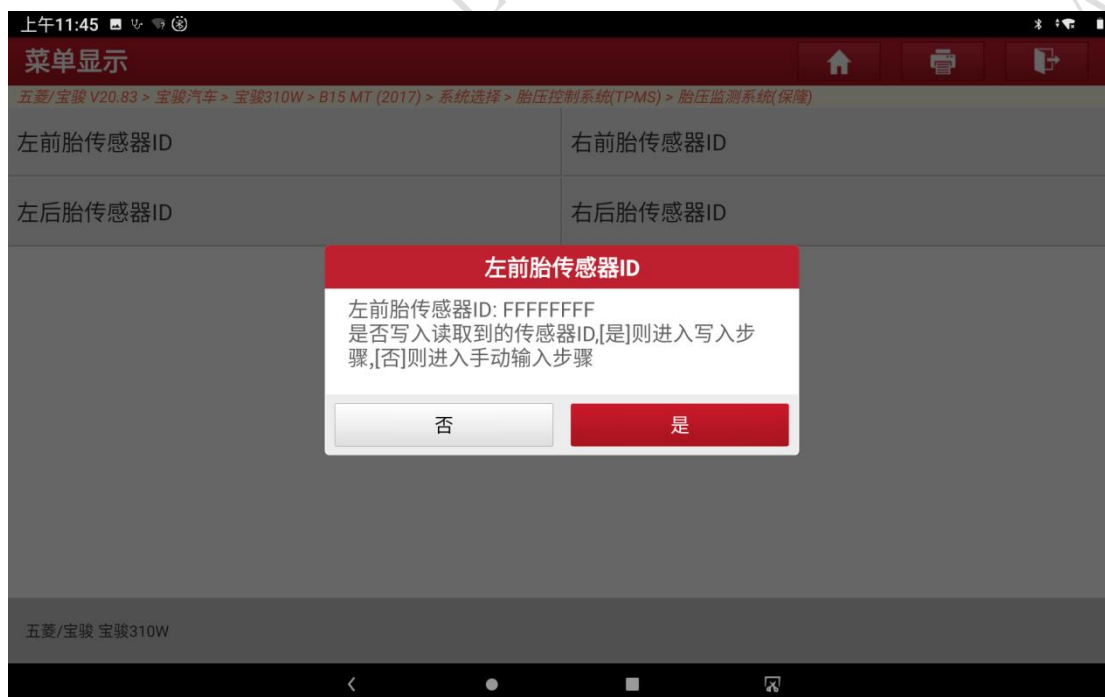 上午11:45
菜单显示
五菱/宝骏 V20.83 > 宝骏汽车 > 宝骏310W > B15 MT (2017) > 系统选择 > 胎压控制系统(TPMS) > 胎压监测系统(保隆)
左前胎传感器ID
右前胎传感器ID
左后胎传感器ID
右后胎传感器ID
左前胎传感器ID
左前胎传感器ID: FFFFFFFF
是否写入读取到的传感器ID,[是]则进入写入步
骤,[否]则进入手动输入步骤
否
是
五菱/宝骏 宝骏310W